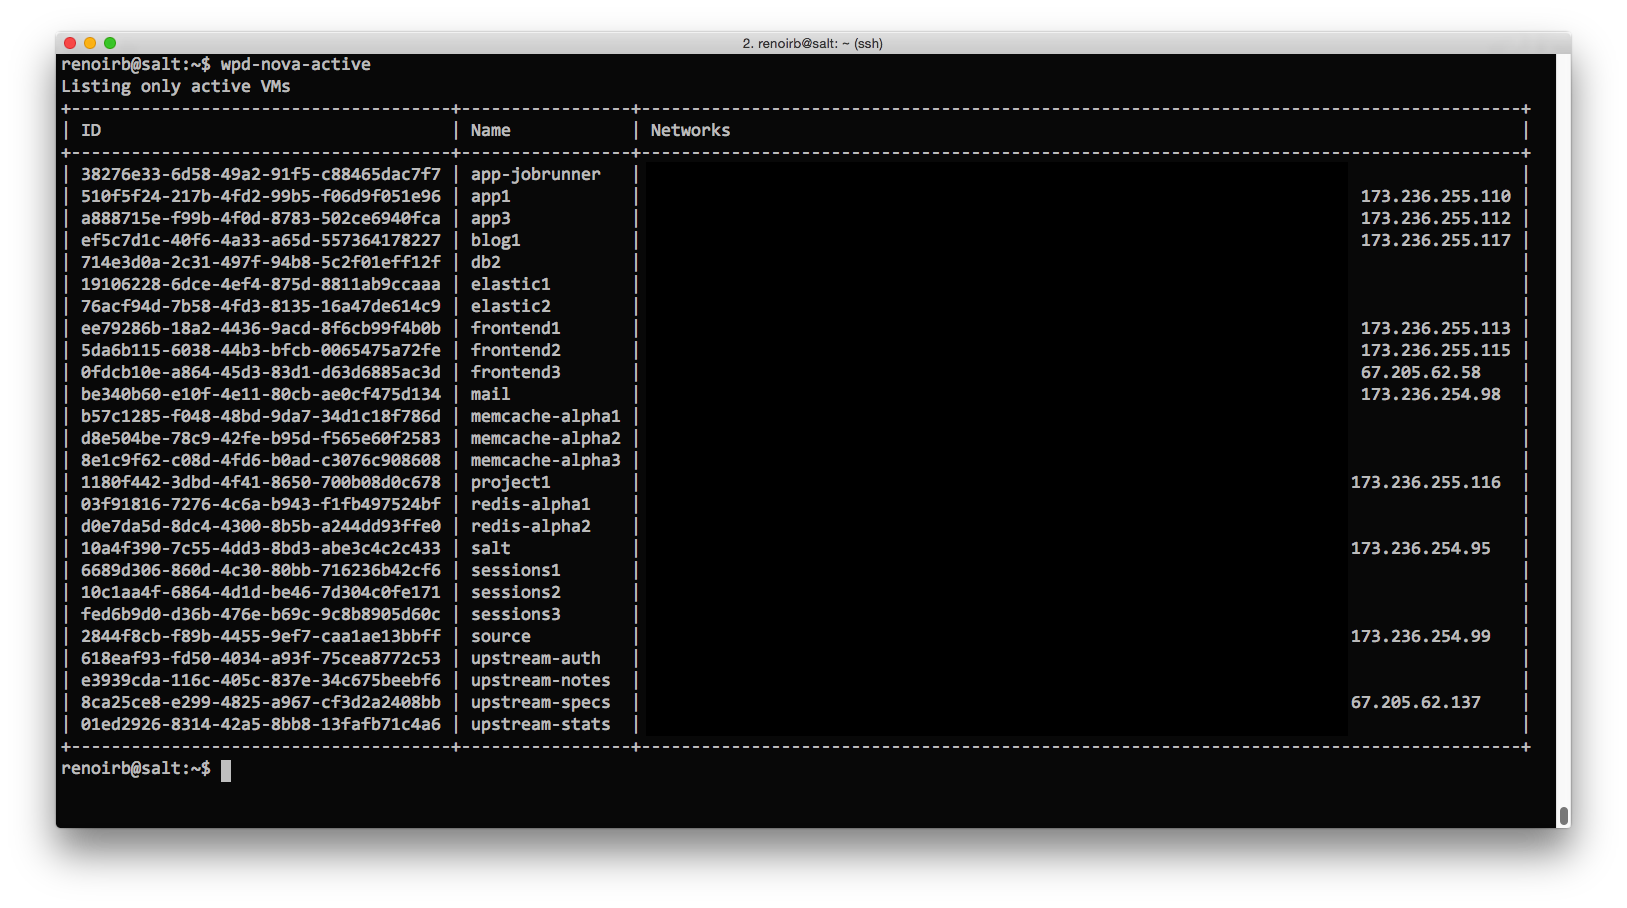 2. renoirb@salt: ~ (ssh)
renoirb@salt:~$ wpd-nova-active
Listing only active VMs
+--------------------------------------+-----------------+----------------------------------------------------------------------------------------+
| ID | Name | Networks |
+--------------------------------------+-----------------+----------------------------------------------------------------------------------------+
| 38276e33-6d58-49a2-91f5-c88465dac7f7 | app-jobrunner | |
| 510f5f24-217b-4fd2-99b5-f06d9f051e96 | app1 | 173.236.255.110 |
| a888715e-f99b-4f0d-8783-502ce6940fca | app3 | 173.236.255.112 |
| ef5c7d1c-40f6-4a33-a65d-557364178227 | blog1 | 173.236.255.117 |
| 714e3d0a-2c31-497f-94b8-5c2f01eff12f | db2 | |
| 19106228-6dce-4ef4-875d-8811ab9ccaaa | elastic1 | |
| 76acf94d-7b58-4fd3-8135-16a47de614c9 | elastic2 | |
| ee79286b-18a2-4436-9acd-8f6cb99f4b0b | frontend1 | 173.236.255.113 |
| 5da6b115-6038-44b3-bfcb-0065475a72fe | frontend2 | 173.236.255.115 |
| 0fdcb10e-a864-45d3-83d1-d63d6885ac3d | frontend3 | 67.205.62.58 |
| be340b60-e10f-4e11-80cb-ae0cf475d134 | mail | 173.236.254.98 |
| b57c1285-f048-48bd-9da7-34d1c18f786d | memcache-alpha1 | |
| d8e504be-78c9-42fe-b95d-f565e60f2583 | memcache-alpha2 | |
| 8e1c9f62-c08d-4fd6-b0ad-c3076c908608 | memcache-alpha3 | |
| 1180f442-3dbd-4f41-8650-700b08d0c678 | project1 | 173.236.255.116 |
| 03f91816-7276-4c6a-b943-f1fb497524bf | redis-alpha1 | |
| d0e7da5d-8dc4-4300-8b5b-a244dd93ffe0 | redis-alpha2 | |
| 10a4f390-7c55-4dd3-8bd3-abe3c4c2c433 | salt | 173.236.254.95 |
| 6689d306-860d-4c30-80bb-716236b42cf6 | sessions1 | |
| 10c1aa4f-6864-4d1d-be46-7d304c0fe171 | sessions2 | |
| fed6b9d0-d36b-476e-b69c-9c8b8905d60c | sessions3 | |
| 2844f8cb-f89b-4455-9ef7-caa1ae13bbff | source | 173.236.254.99 |
| 618eaf93-fd50-4034-a93f-75cea8772c53 | upstream-auth | |
| e3939cda-116c-405c-837e-34c675beebf6 | upstream-notes | |
| 8ca25ce8-e299-4825-a967-cf3d2a2408bb | upstream-specs | 67.205.62.137 |
| 01ed2926-8314-42a5-8bb8-13fafb71c4a6 | upstream-stats | |
+--------------------------------------+-----------------+----------------------------------------------------------------------------------------+
renoirb@salt:~$